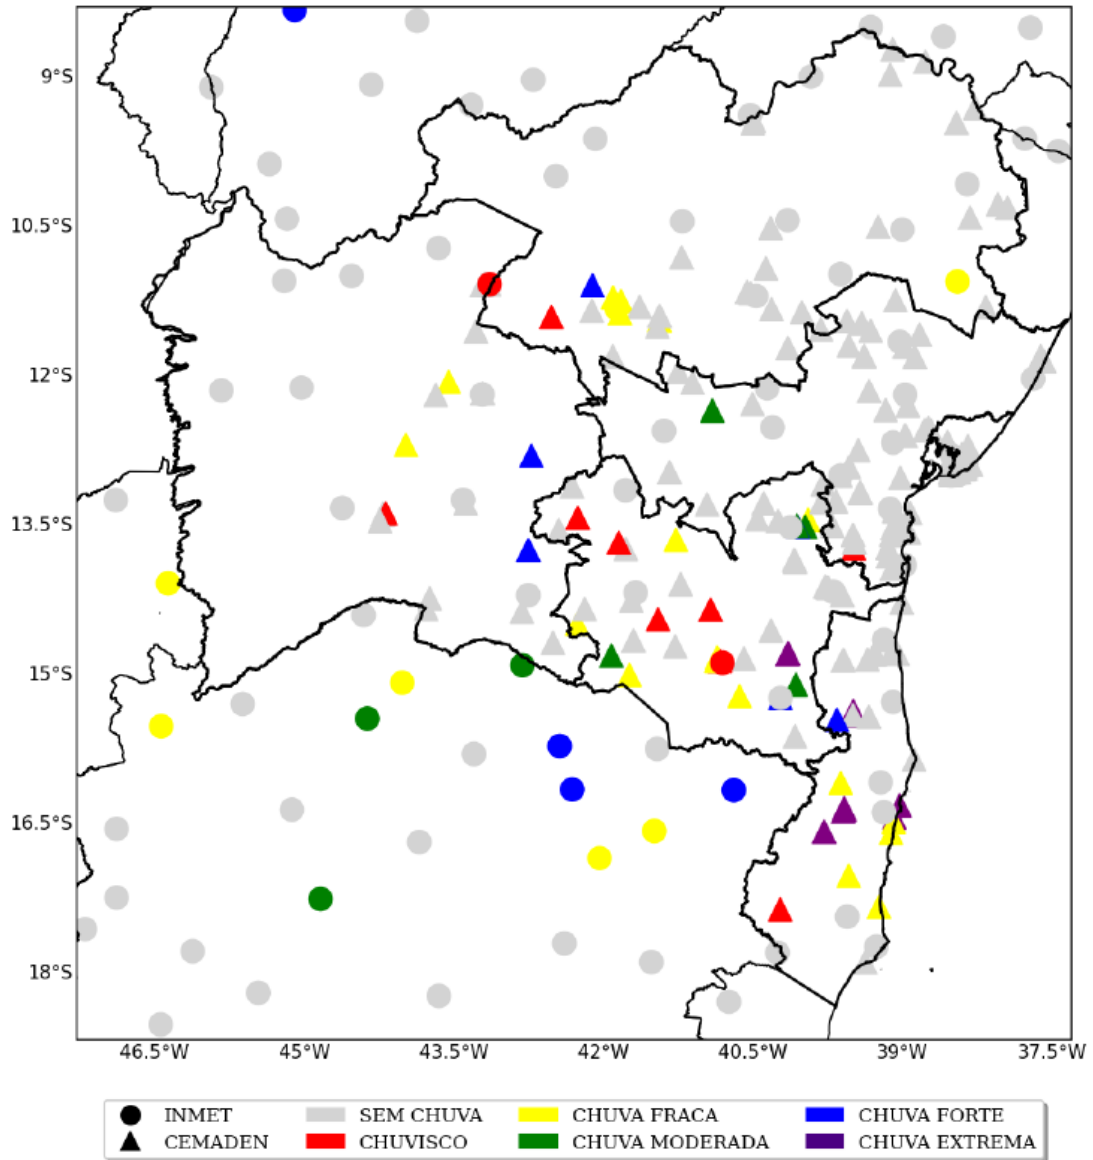 9°S
10.5°S
12°S
13.5°S
15°S
16.5°S
18°S
46.5°W 45°W 43.5°W 42°W 40.5°W 39°W 37.5°W
INMET SEM CHUVA CHUVA FRACA CHUVA FORTE
CEMADEN CHUVISCO CHUVA MODERADA CHUVA EXTREMA